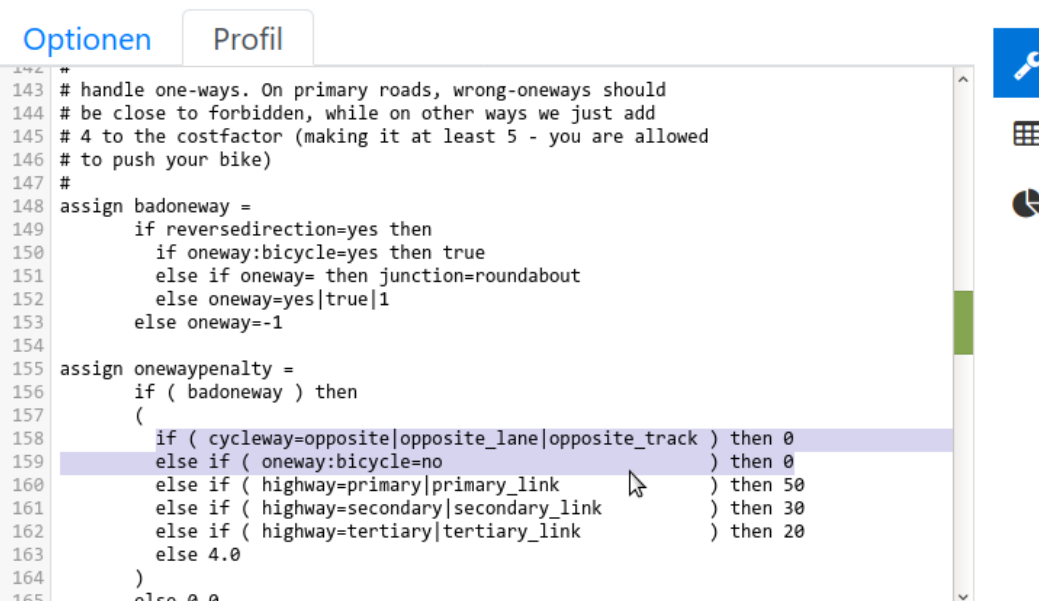 Optionen
Profil
142 #
143 # handle one-ways. On primary roads, wrong-oneways should
144 # be close to forbidden, while on other ways we just add
145 # 4 to the costfactor (making it at least 5 - you are allowed
146 # to push your bike)
147 #
148 assign badoneway =
149        if reversedirection=yes then
150          if oneway:bicycle=yes then true
151          else if oneway= then junction=roundabout
152          else oneway=yes|true|1
153        else oneway=-1
154
155 assign onewaypenalty =
156        if ( badoneway ) then
157        (
158          if ( cycleway=opposite|opposite_lane|opposite_track ) then 0
159          else if ( oneway:bicycle=no                         ) then 0
160          else if ( highway=primary|primary_link              ) then 50
161          else if ( highway=secondary|secondary_link          ) then 30
162          else if ( highway=tertiary|tertiary_link            ) then 20
163          else 4.0
164        )
165        else 0.0